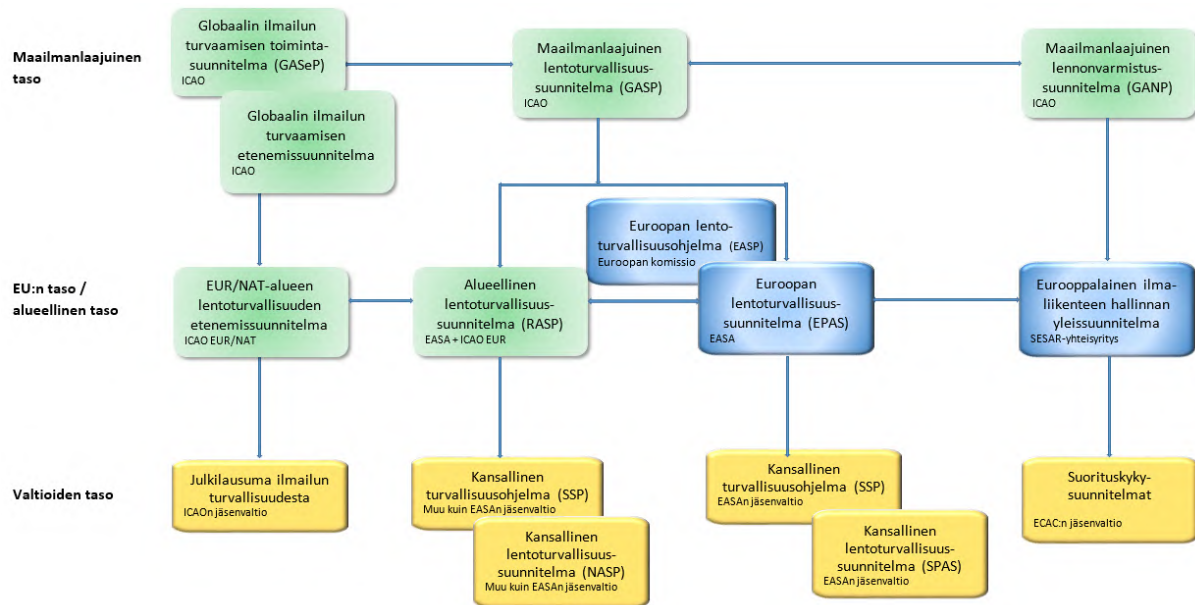 Maailmanlaajuinen
taso
Globaalin ilmailun
turvaamisen toiminta-
suunnitelma (GASeP)
ICAO
Globaalin ilmailun
turvaamisen
etenemissuunnitelma
ICAO
Maailmanlaajuinen
lentoturvallisuus-
suunnitelma (GASP)
ICAO
Maailmanlaajuinen
lennonvarmistus-
suunnitelma (GANP)
ICAO
EU:n taso /
alueellinen taso
EUR/NAT-alueen
lentoturvallisuuden
etenemissuunnitelma
ICAO EUR/NAT
Alueellinen
lentoturvallisuus-
suunnitelma (RASP)
EASA + ICAO EUR
Euroopan lento-
turvallisuusohjelma (EASP)
Euroopan komissio
Euroopan
lentoturvallisuus-
suunnitelma (EPAS)
EASA
Eurooppalainen ilma-
liikenteen hallinnan
yleissuunnitelma
SESAR-yhteisyritys
Valtioiden taso
Julkilausuma ilmailun
turvallisuudesta
ICAOn jäsenvaltio
Kansallinen
turvallisuusohjelma (SSP)
Muu kuin EASAn jäsenvaltio
Kansallinen
lentoturvallisuus-
suunnitelma (NASP)
Muu kuin EASAn jäsenvaltio
Kansallinen
turvallisuusohjelma (SSP)
EASAn jäsenvaltio
Kansallinen
lentoturvallisuus-
suunnitelma (SPAS)
EASAn jäsenvaltio
Suorituskyky-
suunnitelmat
ECAC:n jäsenvaltio